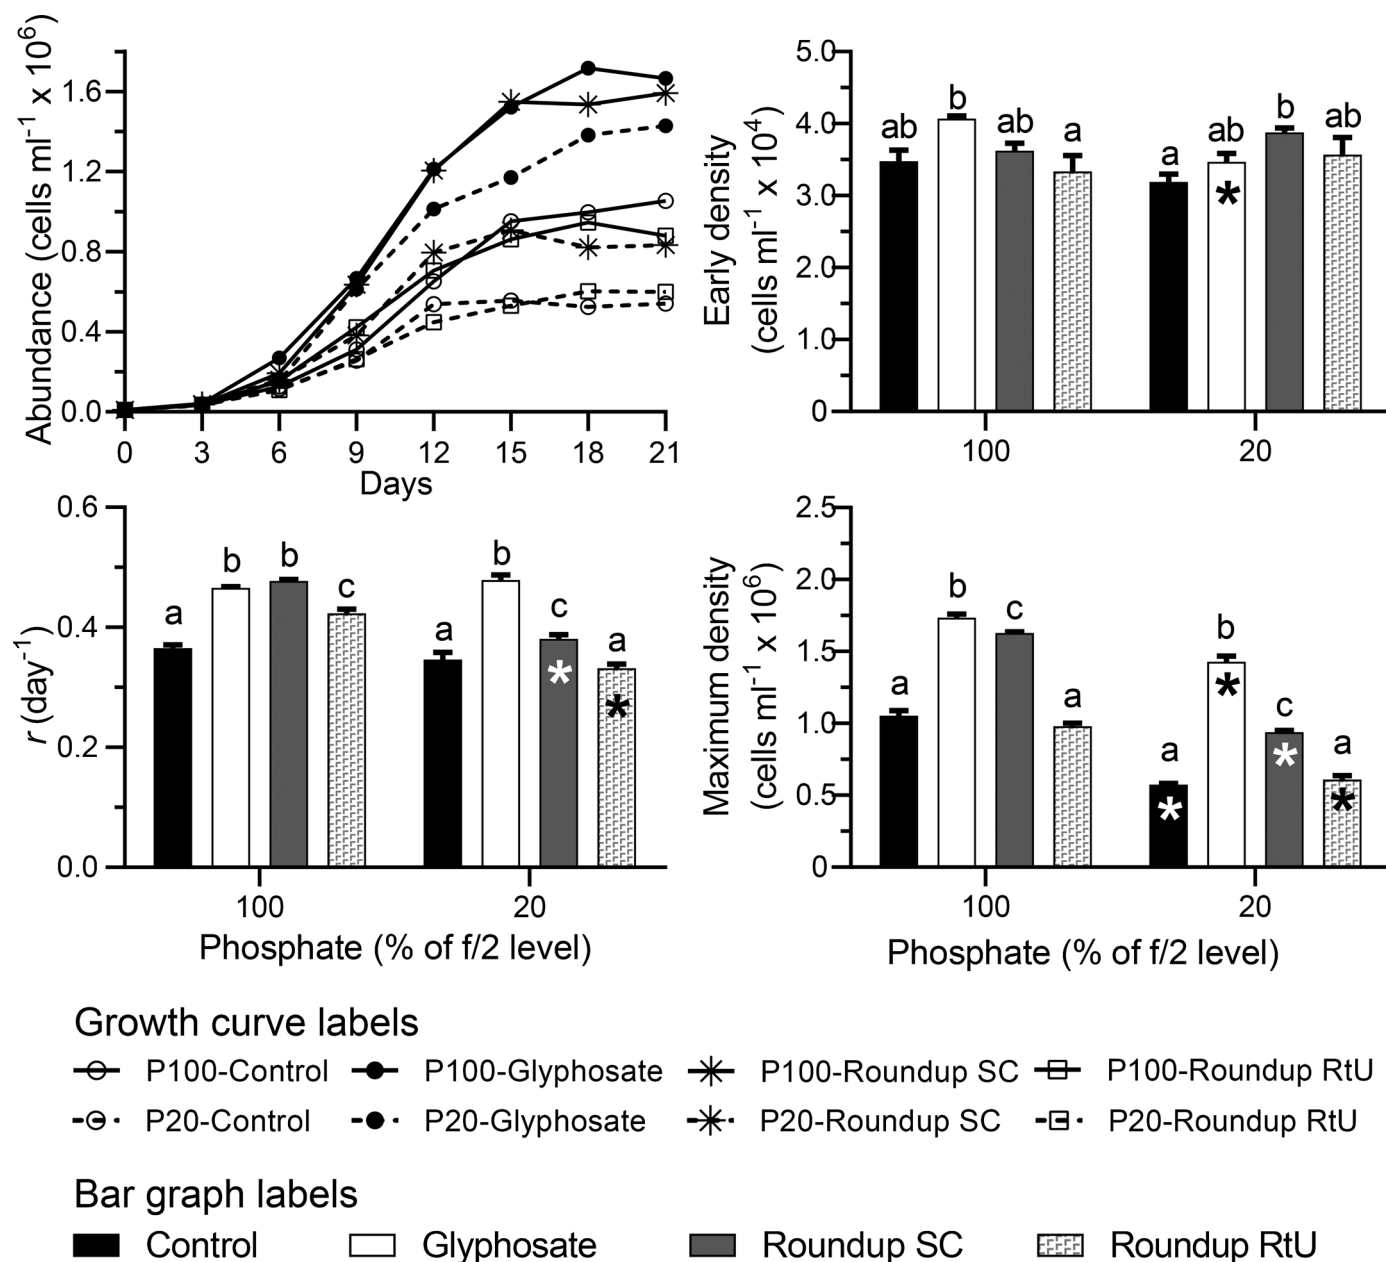 Abundance (cells ml⁻¹ x 10⁶)
1.6
1.2
0.8
0.4
0.0
0 3 6 9 12 15 18 21
Days
Early density
(cells ml⁻¹ x 10⁴)
5.0
4.0
3.0
2.0
1.0
0
ab b ab a a ab b ab
*
100 20
r (day⁻¹)
0.6
0.4
0.2
0.0
a b b c a b c a
* *
100 20
Phosphate (% of f/2 level)
Maximum density
(cells ml⁻¹ x 10⁶)
2.5
2.0
1.5
1.0
0.5
0
a b c a a b c a
* * * *
100 20
Phosphate (% of f/2 level)
Growth curve labels
P100-Control P100-Glyphosate P100-Roundup SC P100-Roundup RtU
P20-Control P20-Glyphosate P20-Roundup SC P20-Roundup RtU
Bar graph labels
Control Glyphosate Roundup SC Roundup RtU